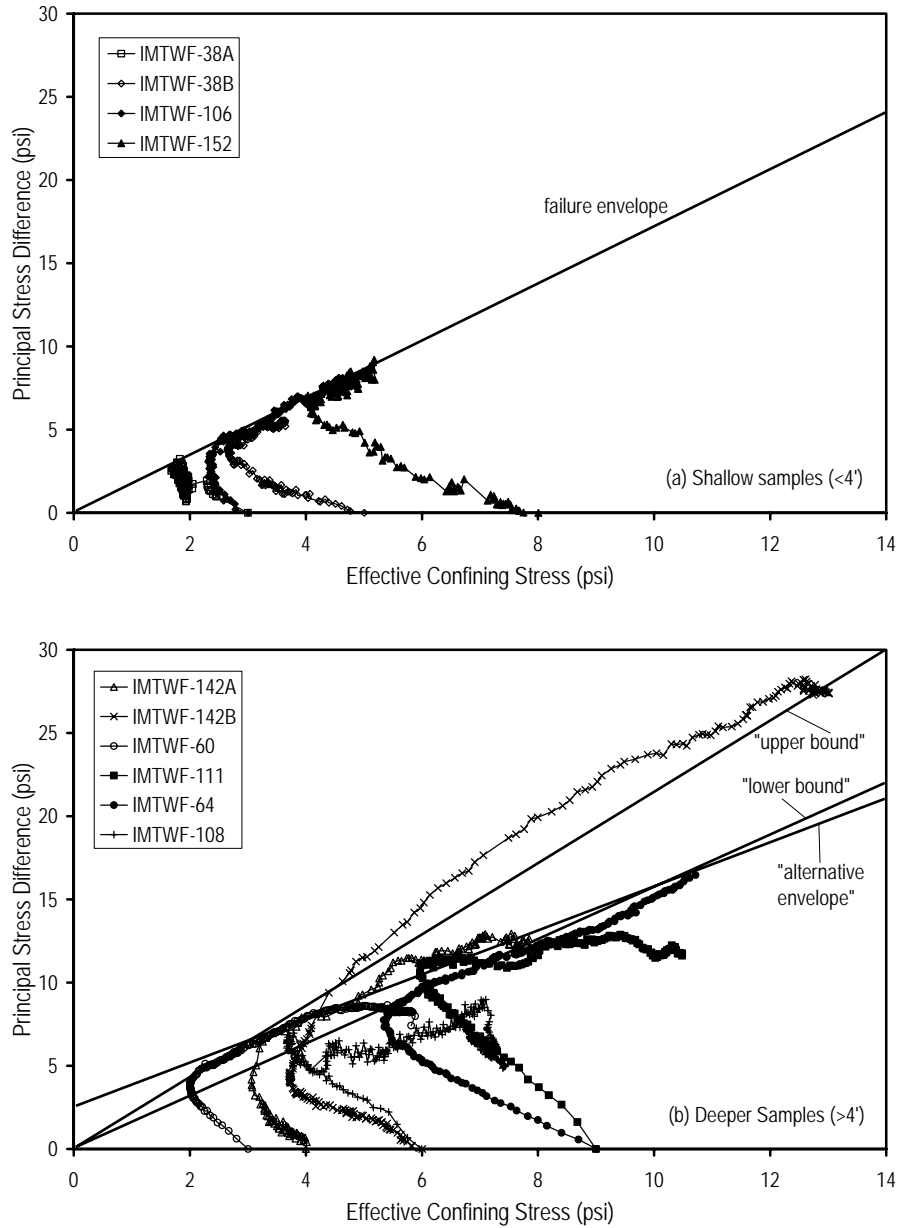 30
25
20
15
10
5
0
Principal Stress Difference (psi)
IMTWF-38A
IMTWF-38B
IMTWF-106
IMTWF-152
failure envelope
(a) Shallow samples (<4')
0 2 4 6 8 10 12 14
Effective Confining Stress (psi)
30
25
20
15
10
5
0
Principal Stress Difference (psi)
IMTWF-142A
IMTWF-142B
IMTWF-60
IMTWF-111
IMTWF-64
IMTWF-108
"upper bound"
"lower bound"
"alternative
envelope"
(b) Deeper Samples (>4')
0 2 4 6 8 10 12 14
Effective Confining Stress (psi)